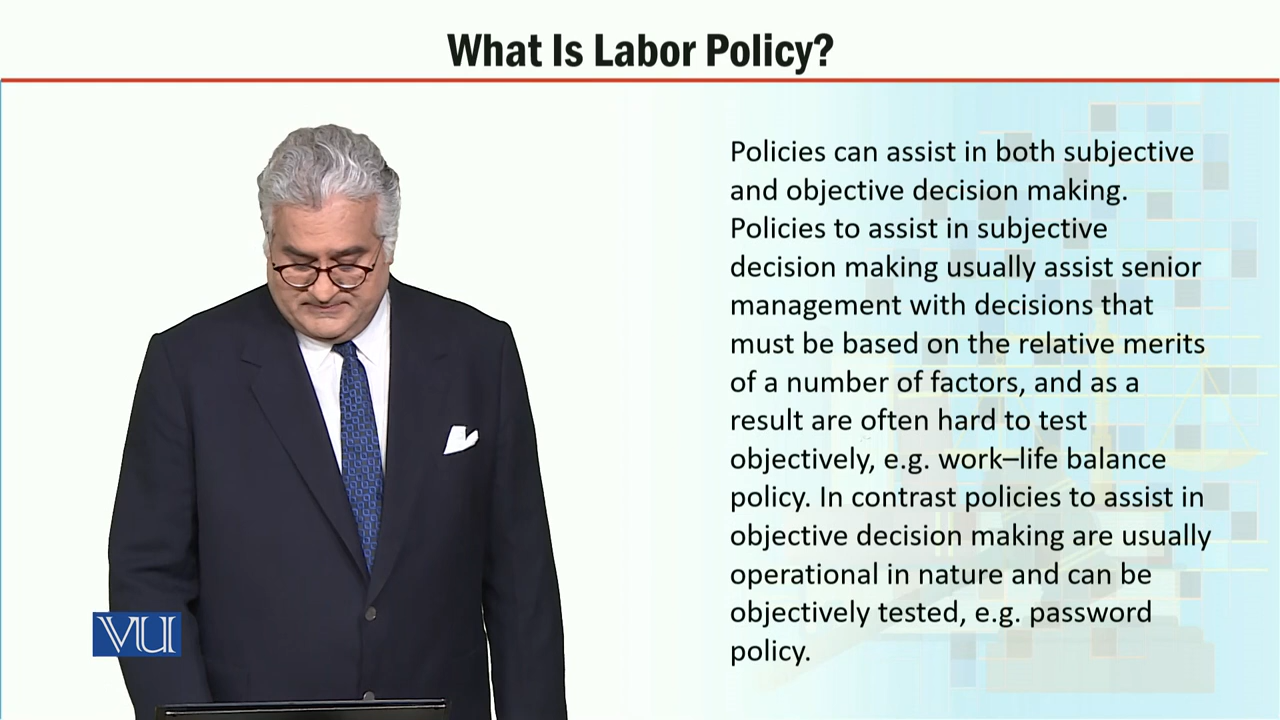 What Is Labor Policy?
Policies can assist in both subjective
and objective decision making.
Policies to assist in subjective
decision making usually assist senior
management with decisions that
must be based on the relative merits
of a number of factors, and as a
result are often hard to test
objectively, e.g. work–life balance
policy. In contrast policies to assist in
objective decision making are usually
operational in nature and can be
objectively tested, e.g. password
policy.
VU